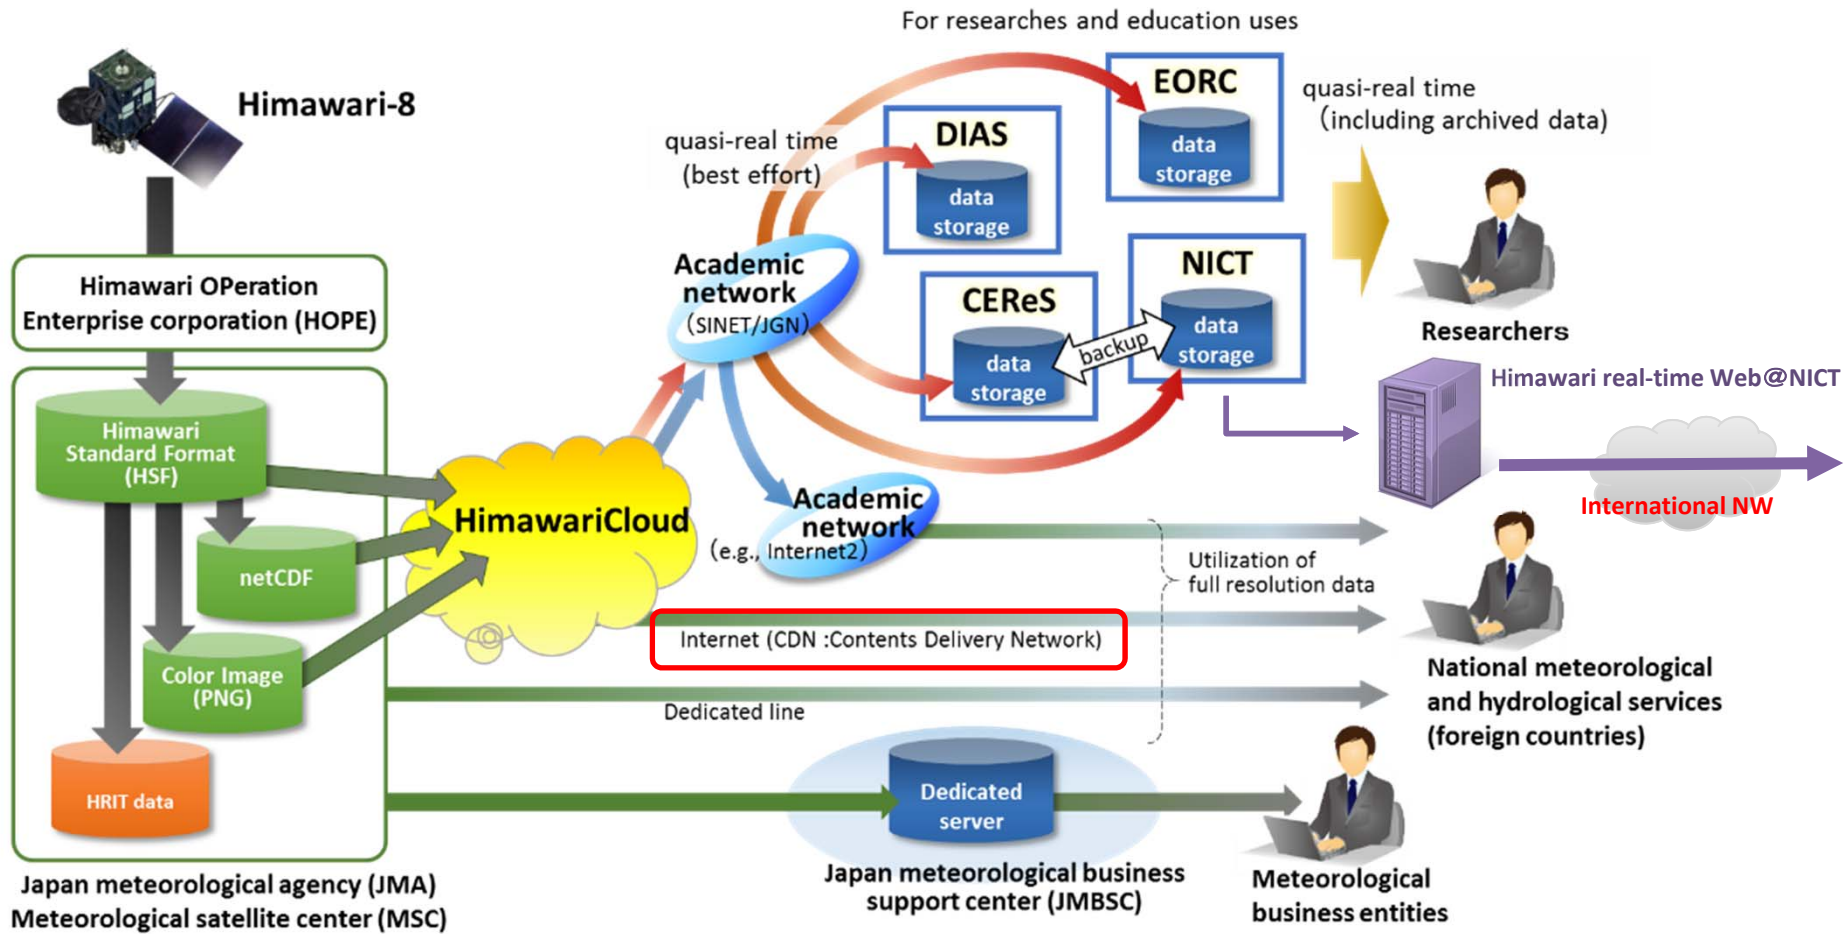 For researches and education uses
Himawari-8
EORC
data
storage
quasi-real time
(including archived data)
DIAS
data
storage
quasi-real time
(best effort)
Academic
network
(SINET/JGN)
NICT
data
storage
CEReS
data
storage
backup
Researchers
Himawari OPeration
Enterprise corporation (HOPE)
Himawari
Standard Format
(HSF)
Himawari real-time Web@NICT
International NW
HimawariCloud
Academic
network
(e.g., Internet2)
netCDF
Utilization of
full resolution data
Internet (CDN :Contents Delivery Network)
Color Image
(PNG)
Dedicated line
National meteorological
and hydrological services
(foreign countries)
HRIT data
Dedicated
server
Japan meteorological agency (JMA)
Meteorological satellite center (MSC)
Japan meteorological business
support center (JMBSC)
Meteorological
business entities